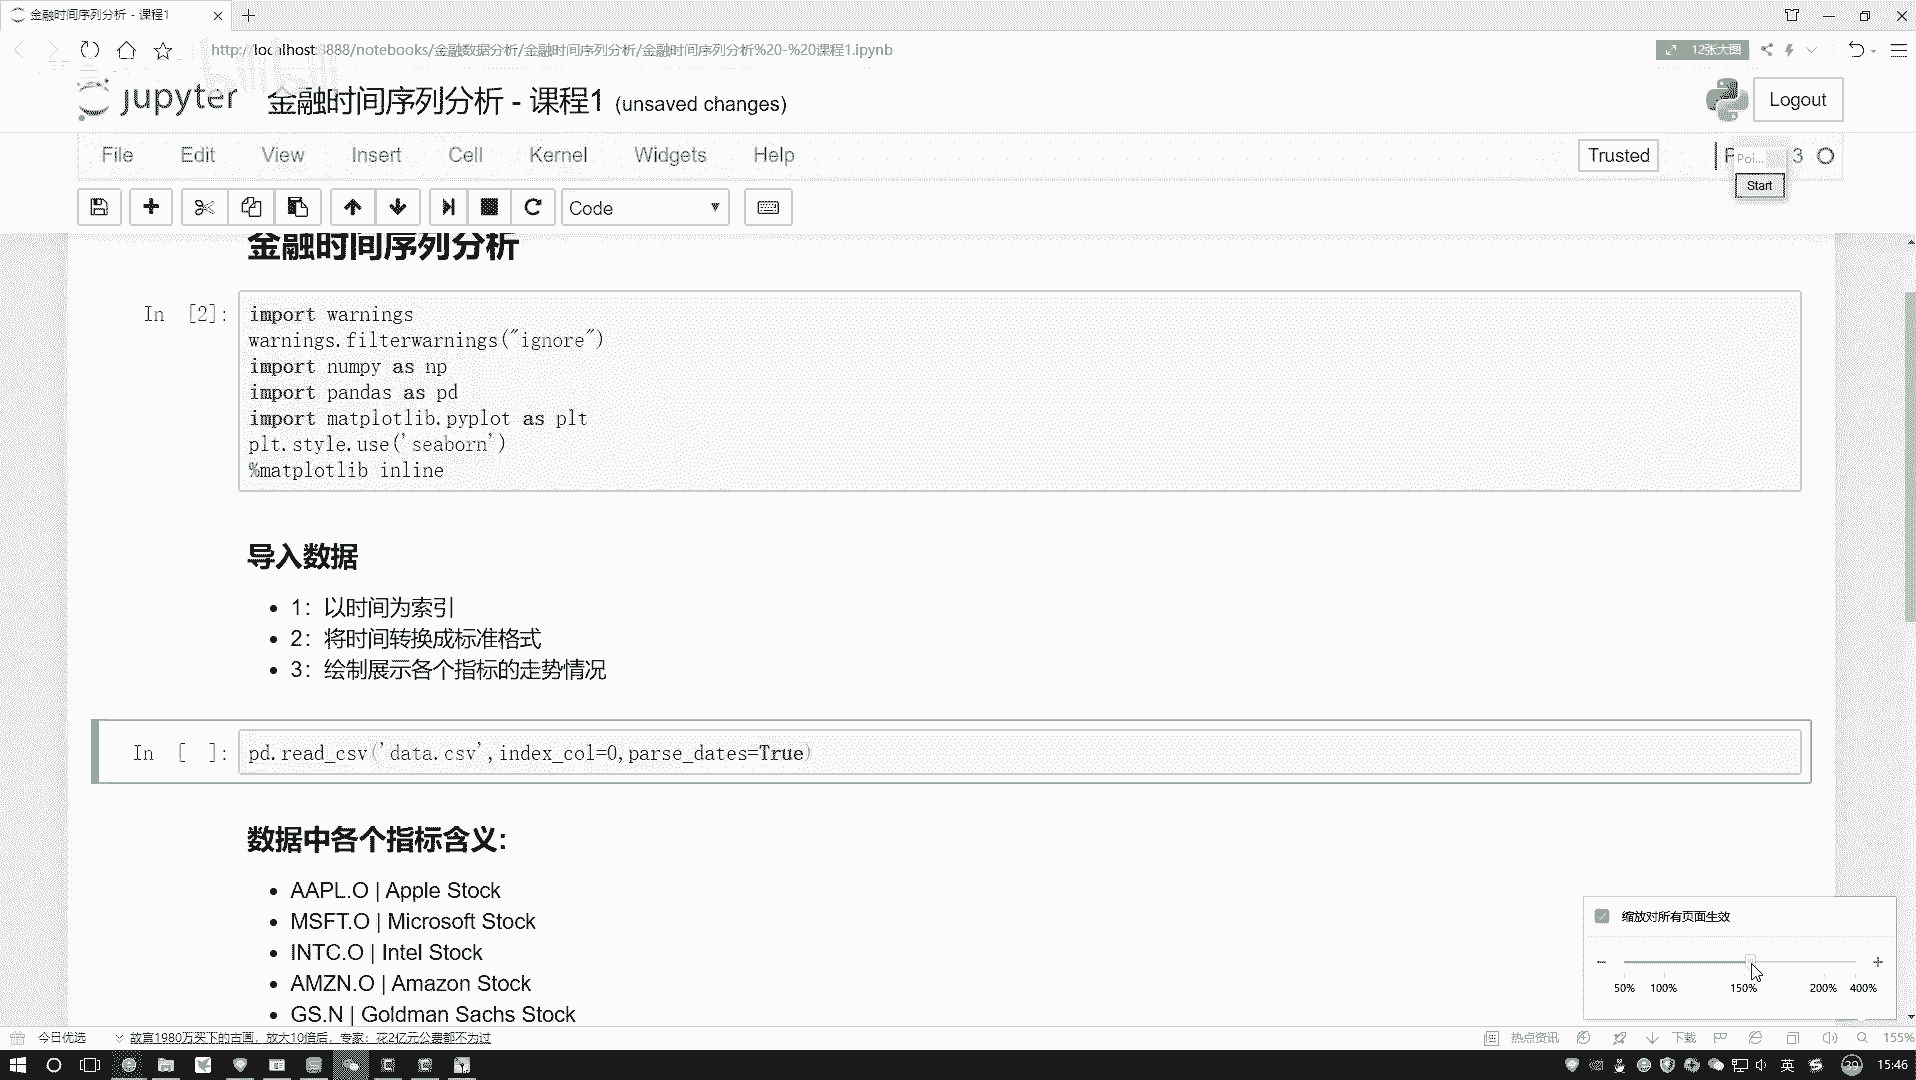 金融时间序列分析 - 课程1
http://localhost:8888/notebooks/金融数据分析/金融时间序列分析/金融时间序列分析%20-%20课程1.ipynb
12张大图
bilibili
jupyter 金融时间序列分析 - 课程1 (unsaved changes)
Logout
File Edit View Insert Cell Kernel Widgets Help
Trusted
Poi...
3
Start
Code
金融时间序列分析
In [2]:
import warnings
warnings.filterwarnings("ignore")
import numpy as np
import pandas as pd
import matplotlib.pyplot as plt
plt.style.use('seaborn')
%matplotlib inline
导入数据
1：以时间为索引
2：将时间转换成标准格式
3：绘制展示各个指标的走势情况
In [ ]:
pd.read_csv('data.csv',index_col=0,parse_dates=True)
数据中各个指标含义:
AAPL.O | Apple Stock
MSFT.O | Microsoft Stock
INTC.O | Intel Stock
AMZN.O | Amazon Stock
GS.N | Goldman Sachs Stock
缩放对所有页面生效
50% 100% 150% 200% 400%
今日优选
故宫1980万买下的古画，放大10倍后，专家：花2亿元公费都不为过
热点资讯
下载
155%
英
39
15:46